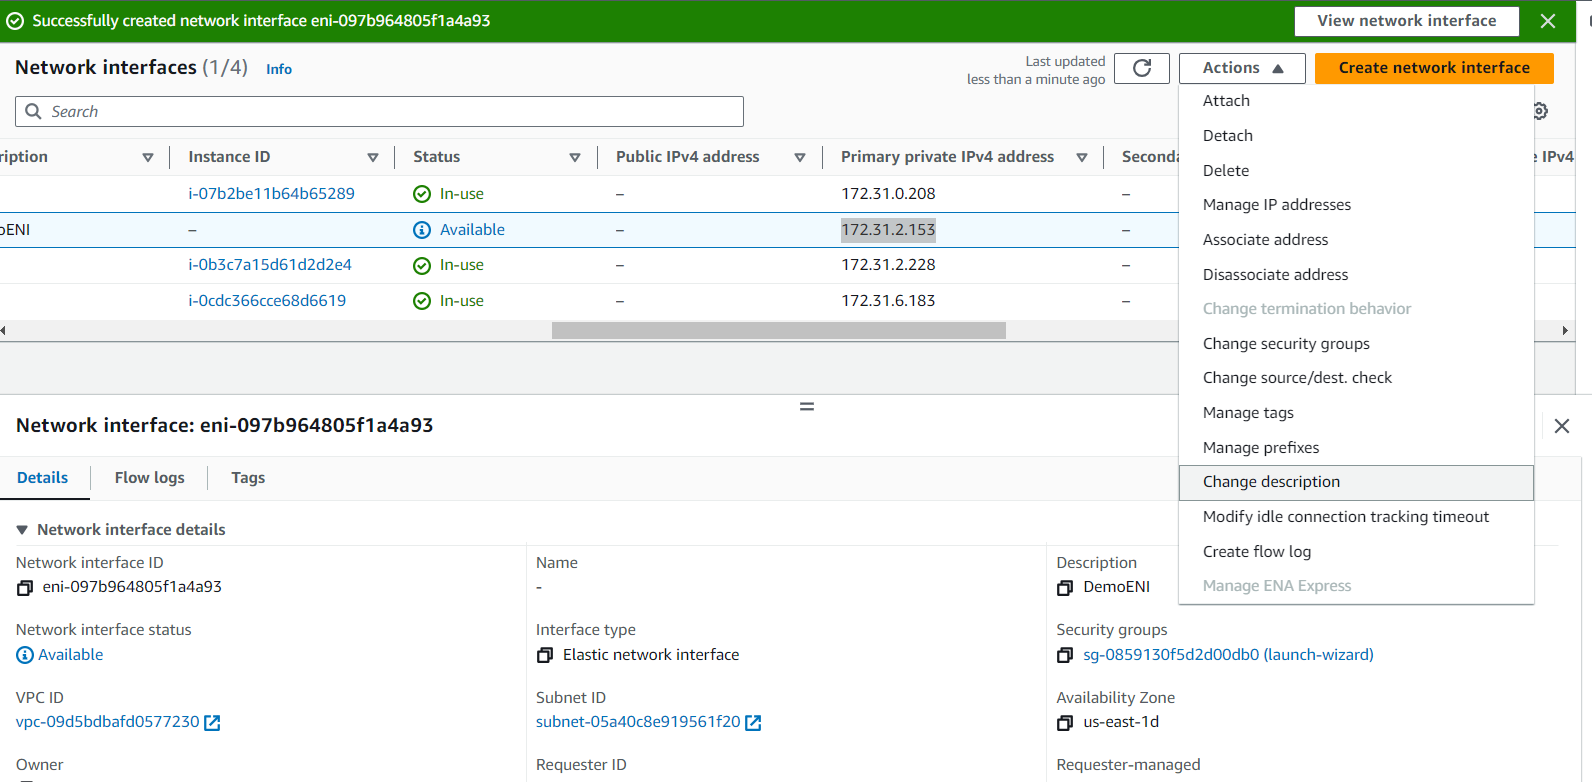 Successfully created network interface eni-097b964805f1a4a93 View network interface
Network interfaces (1/4) Info
Last updated
less than a minute ago
Actions
Create network interface
Search
ription Instance ID Status Public IPv4 address Primary private IPv4 address Seconda IPv4
i-07b2be11b64b65289 In-use – 172.31.0.208 –
oENI – Available – 172.31.2.153 –
i-0b3c7a15d61d2d2e4 In-use – 172.31.2.228 –
i-0cdc366cce68d6619 In-use – 172.31.6.183 –
Attach
Detach
Delete
Manage IP addresses
Associate address
Disassociate address
Change termination behavior
Change security groups
Change source/dest. check
Manage tags
Manage prefixes
Change description
Modify idle connection tracking timeout
Create flow log
Manage ENA Express
Network interface: eni-097b964805f1a4a93
Details Flow logs Tags
Network interface details
Network interface ID Name Description
eni-097b964805f1a4a93 - DemoENI
Network interface status Interface type Security groups
Available Elastic network interface sg-0859130f5d2d00db0 (launch-wizard)
VPC ID Subnet ID Availability Zone
vpc-09d5bdbafd0577230 subnet-05a40c8e919561f20 us-east-1d
Owner Requester ID Requester-managed